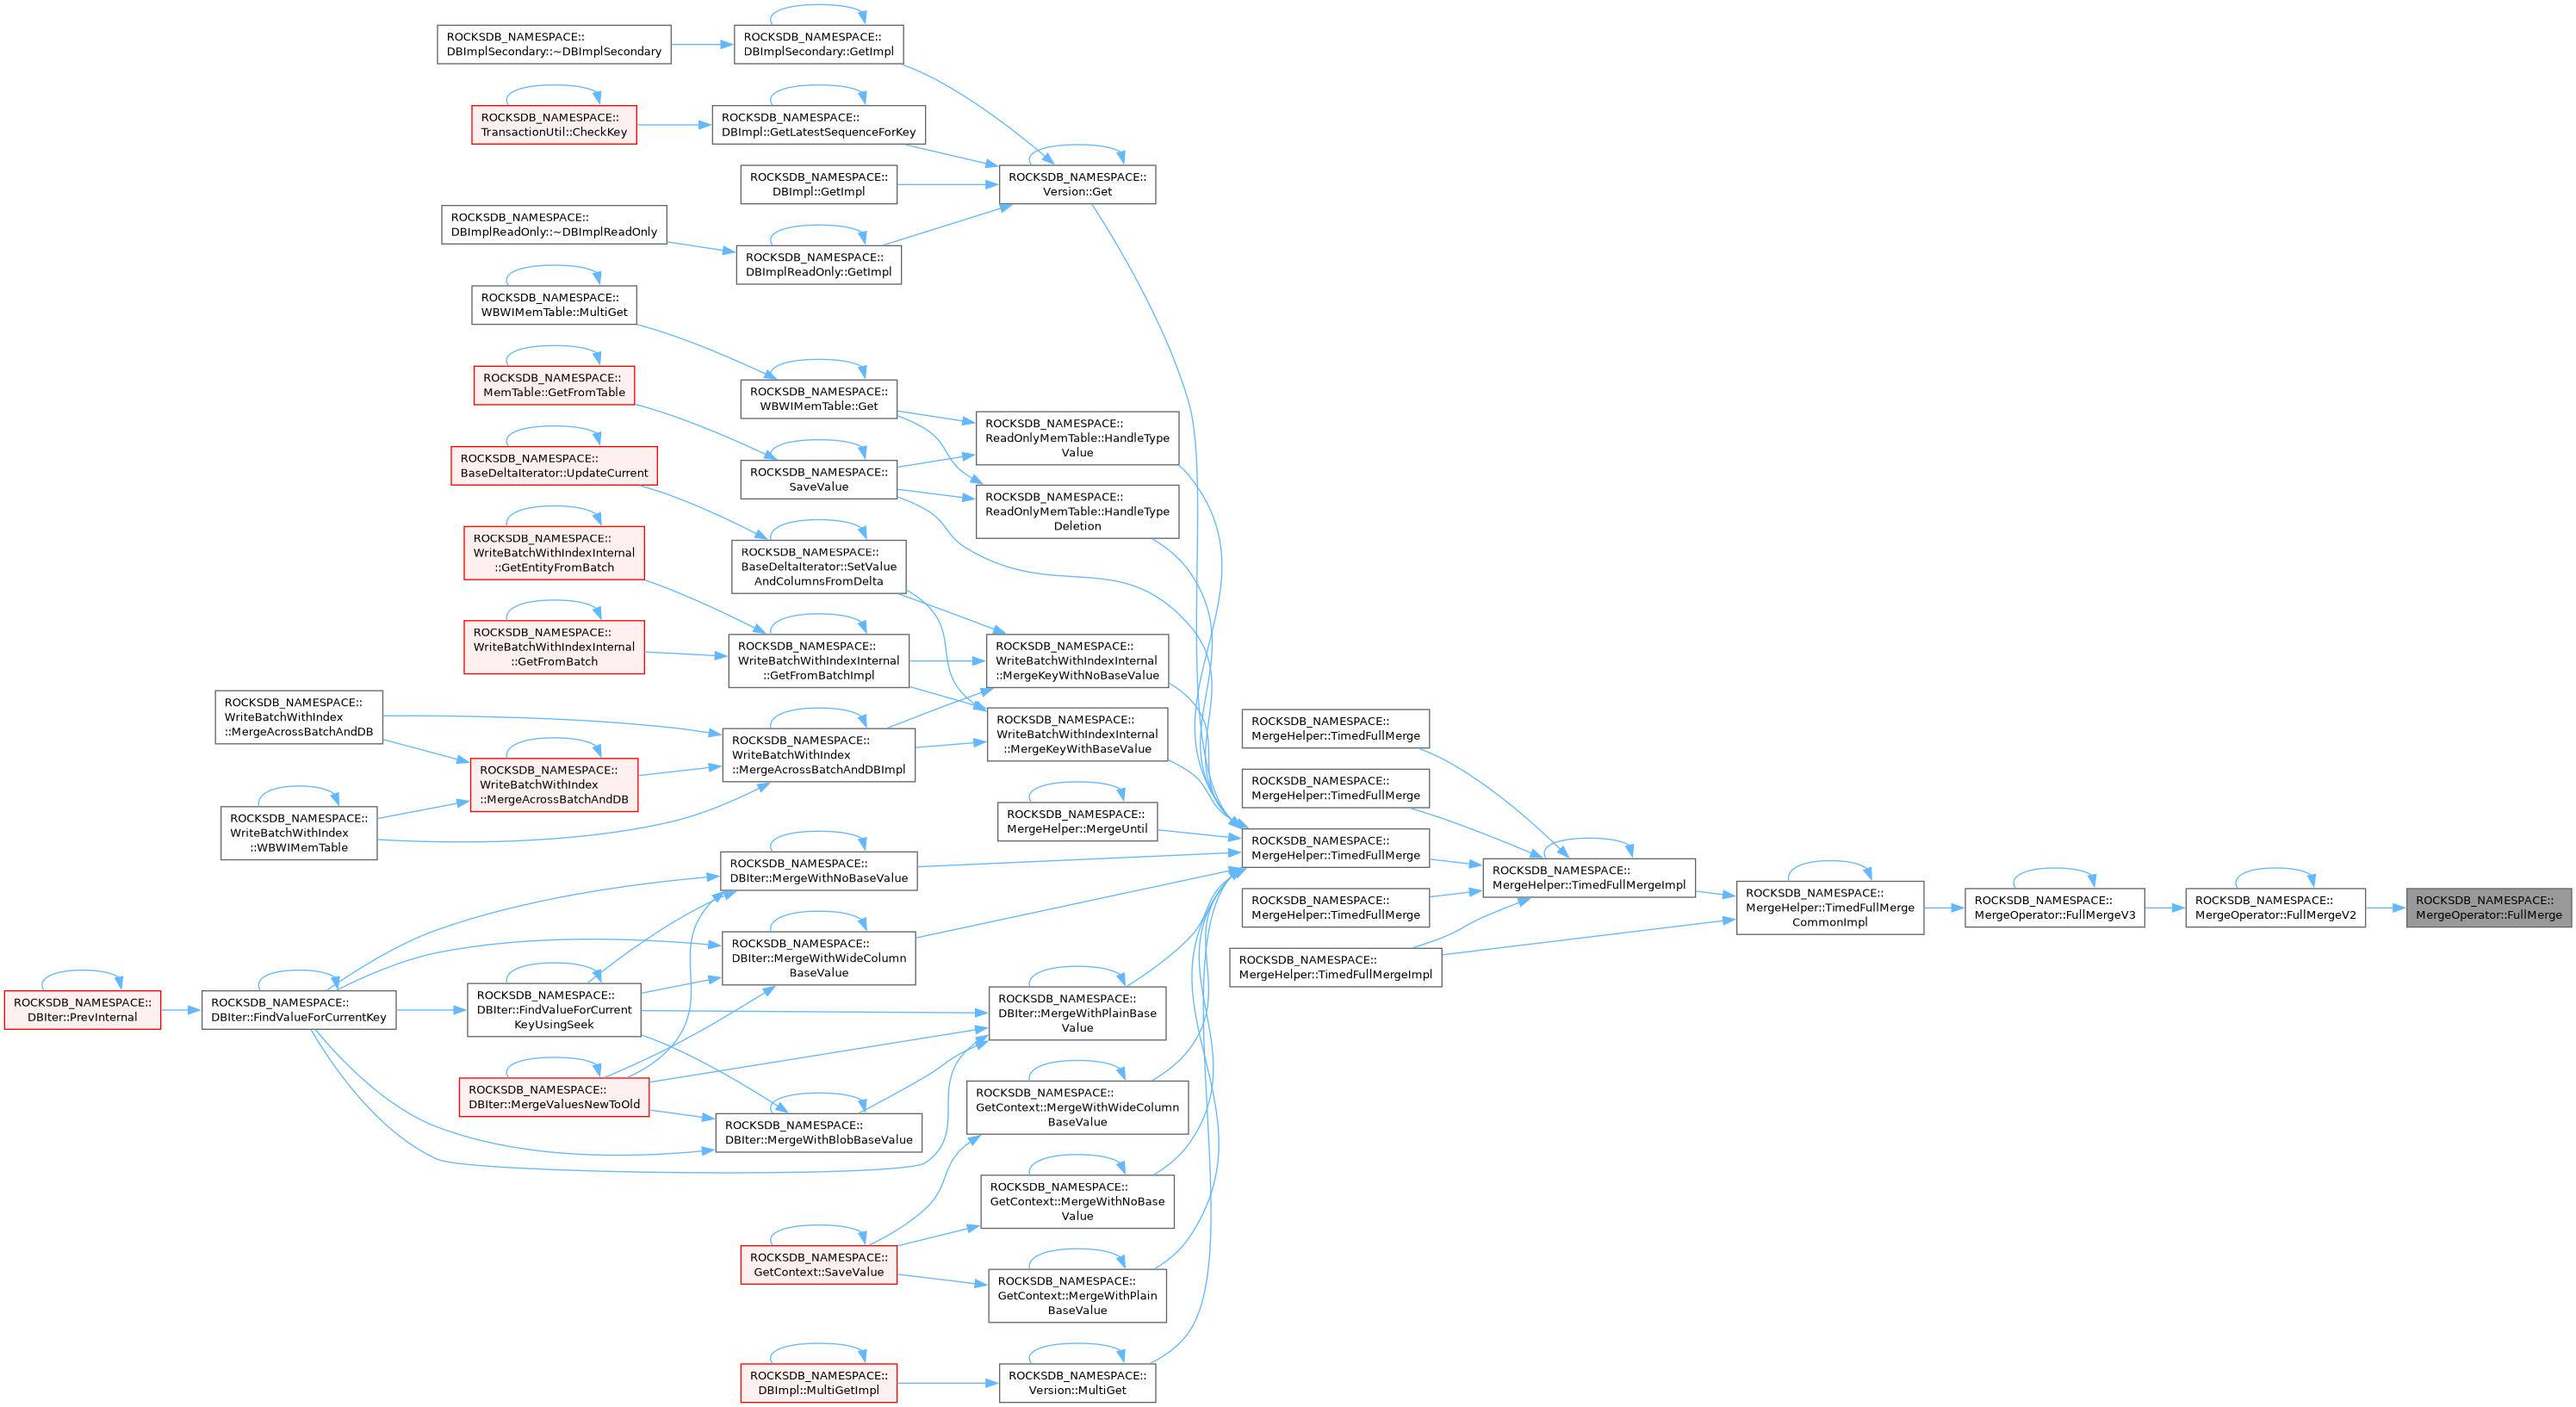 ROCKSDB_NAMESPACE::
DBImplSecondary::~DBImplSecondary
ROCKSDB_NAMESPACE::
DBImplSecondary::GetImpl
ROCKSDB_NAMESPACE::
TransactionUtil::CheckKey
ROCKSDB_NAMESPACE::
DBImpl::GetLatestSequenceForKey
ROCKSDB_NAMESPACE::
DBImpl::GetImpl
ROCKSDB_NAMESPACE::
Version::Get
ROCKSDB_NAMESPACE::
DBImplReadOnly::~DBImplReadOnly
ROCKSDB_NAMESPACE::
DBImplReadOnly::GetImpl
ROCKSDB_NAMESPACE::
WBWIMemTable::MultiGet
ROCKSDB_NAMESPACE::
MemTable::GetFromTable
ROCKSDB_NAMESPACE::
WBWIMemTable::Get
ROCKSDB_NAMESPACE::
ReadOnlyMemTable::HandleType
Value
ROCKSDB_NAMESPACE::
BaseDeltaIterator::UpdateCurrent
ROCKSDB_NAMESPACE::
SaveValue
ROCKSDB_NAMESPACE::
ReadOnlyMemTable::HandleType
Deletion
ROCKSDB_NAMESPACE::
WriteBatchWithIndexInternal
::GetEntityFromBatch
ROCKSDB_NAMESPACE::
BaseDeltaIterator::SetValue
AndColumnsFromDelta
ROCKSDB_NAMESPACE::
WriteBatchWithIndexInternal
::GetFromBatch
ROCKSDB_NAMESPACE::
WriteBatchWithIndexInternal
::GetFromBatchImpl
ROCKSDB_NAMESPACE::
WriteBatchWithIndexInternal
::MergeKeyWithNoBaseValue
ROCKSDB_NAMESPACE::
WriteBatchWithIndex
::MergeAcrossBatchAndDB
ROCKSDB_NAMESPACE::
WriteBatchWithIndex
::MergeAcrossBatchAndDB
ROCKSDB_NAMESPACE::
WriteBatchWithIndex
::MergeAcrossBatchAndDBImpl
ROCKSDB_NAMESPACE::
WriteBatchWithIndexInternal
::MergeKeyWithBaseValue
ROCKSDB_NAMESPACE::
MergeHelper::TimedFullMerge
ROCKSDB_NAMESPACE::
MergeHelper::TimedFullMerge
ROCKSDB_NAMESPACE::
WriteBatchWithIndex
::WBWIMemTable
ROCKSDB_NAMESPACE::
MergeHelper::MergeUntil
ROCKSDB_NAMESPACE::
MergeHelper::TimedFullMerge
ROCKSDB_NAMESPACE::
DBIter::MergeWithNoBaseValue
ROCKSDB_NAMESPACE::
MergeHelper::TimedFullMergeImpl
ROCKSDB_NAMESPACE::
MergeHelper::TimedFullMerge
ROCKSDB_NAMESPACE::
MergeHelper::TimedFullMerge
CommonImpl
ROCKSDB_NAMESPACE::
MergeOperator::FullMergeV3
ROCKSDB_NAMESPACE::
MergeOperator::FullMergeV2
ROCKSDB_NAMESPACE::
MergeOperator::FullMerge
ROCKSDB_NAMESPACE::
DBIter::MergeWithWideColumn
BaseValue
ROCKSDB_NAMESPACE::
MergeHelper::TimedFullMergeImpl
ROCKSDB_NAMESPACE::
DBIter::PrevInternal
ROCKSDB_NAMESPACE::
DBIter::FindValueForCurrentKey
ROCKSDB_NAMESPACE::
DBIter::FindValueForCurrent
KeyUsingSeek
ROCKSDB_NAMESPACE::
DBIter::MergeWithPlainBase
Value
ROCKSDB_NAMESPACE::
DBIter::MergeValuesNewToOld
ROCKSDB_NAMESPACE::
DBIter::MergeWithBlobBaseValue
ROCKSDB_NAMESPACE::
GetContext::MergeWithWideColumn
BaseValue
ROCKSDB_NAMESPACE::
GetContext::MergeWithNoBase
Value
ROCKSDB_NAMESPACE::
GetContext::SaveValue
ROCKSDB_NAMESPACE::
GetContext::MergeWithPlain
BaseValue
ROCKSDB_NAMESPACE::
DBImpl::MultiGetImpl
ROCKSDB_NAMESPACE::
Version::MultiGet